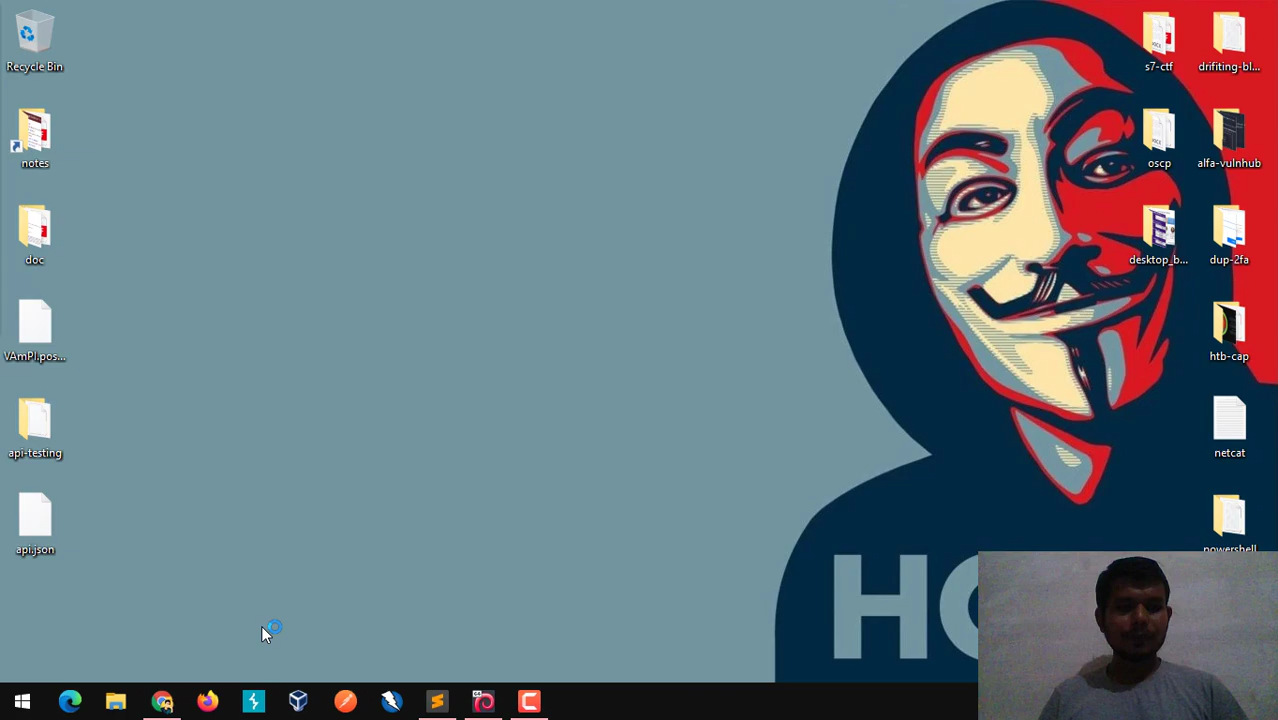 Recycle Bin
notes
doc
VAmPI.pos...
api-testing
api.json
s7-ctf
drifiting-bl...
oscp
alfa-vulnhub
desktop_b...
dup-2fa
htb-cap
netcat
powershell
64